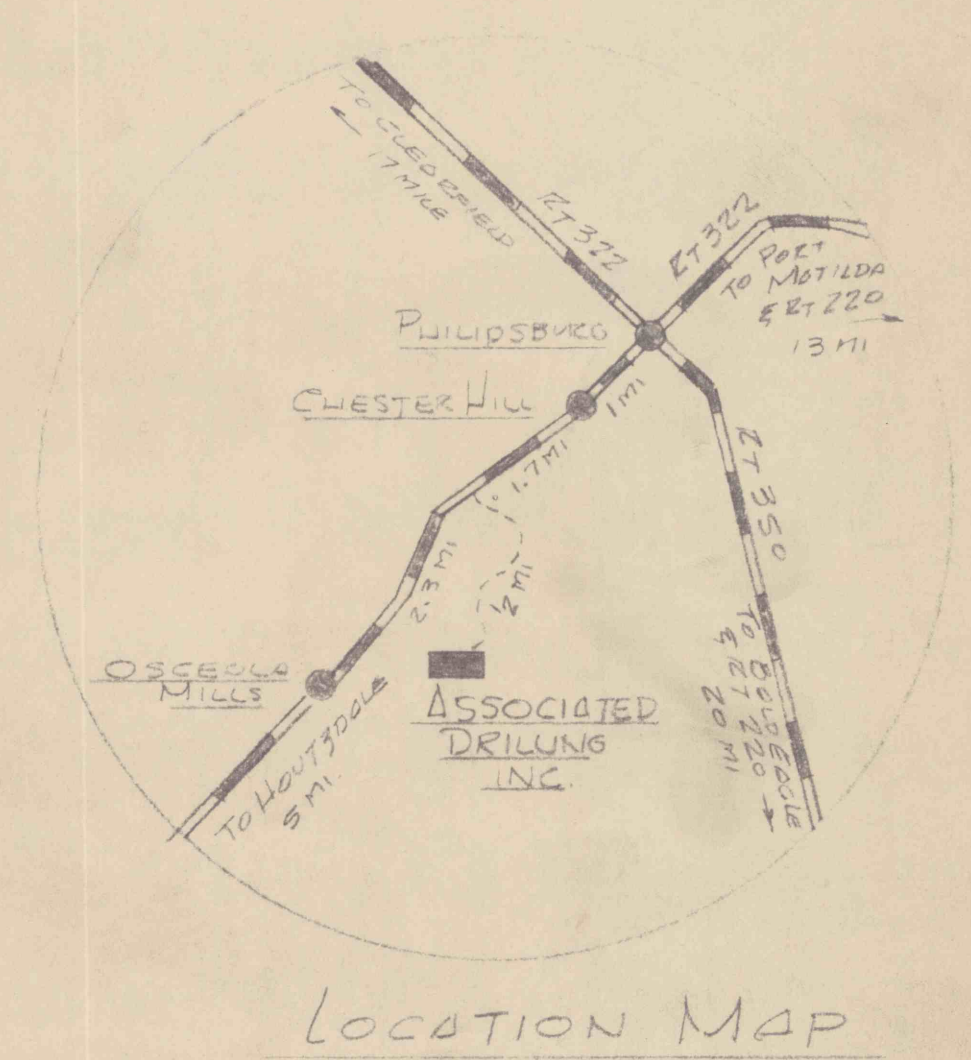 TO CLEARFIELD
17 MILE
RT 322
RT 322
TO PORT
MATILDA
& RT 220
13 MI
PHILIPSBURG
CHESTER HILL
1 MI
1.7 MI
RT 350
2.3 MI
1/2 MI
TO BALD EAGLE
& RT 220
20 MI
OSCEOLA
MILLS
ASSOCIATED
DRILLING
INC.
TO HOUTZDALE
5 MI.
LOCATION MAP